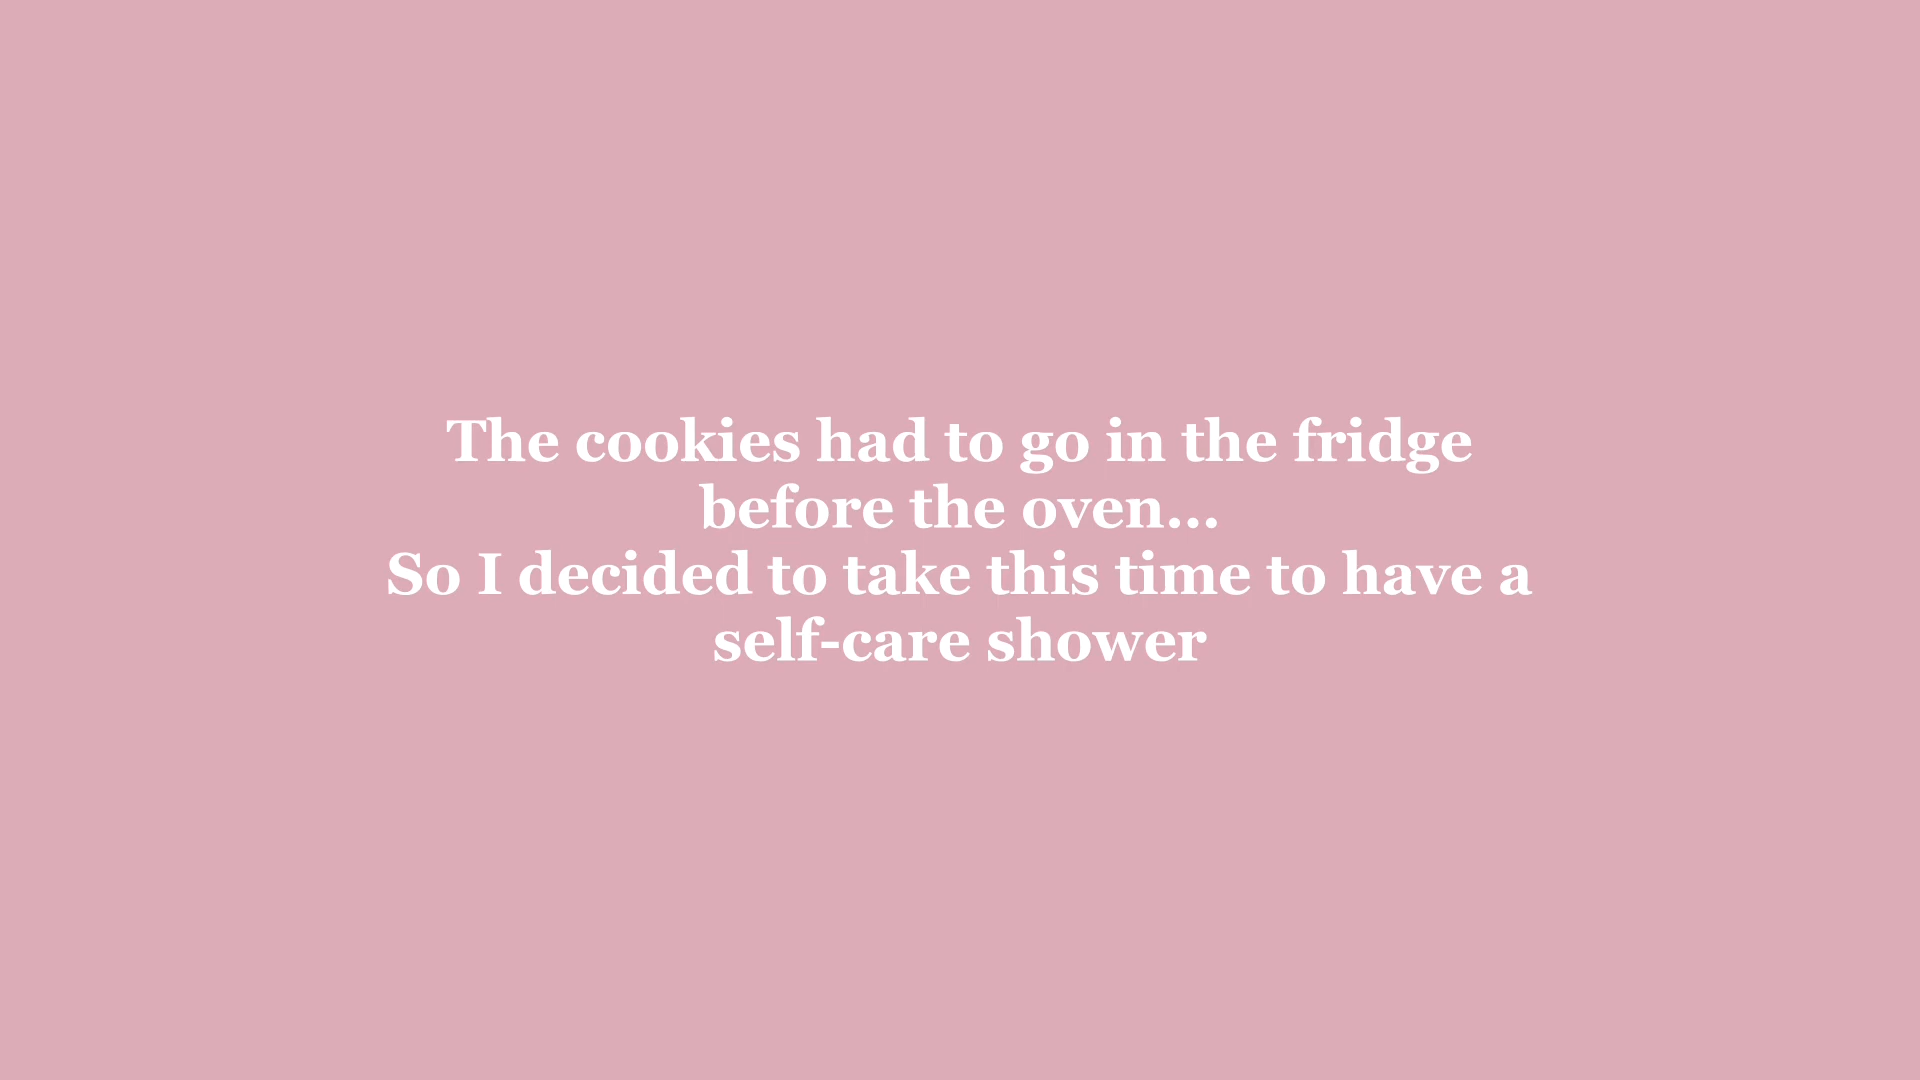 The cookies had to go in the fridge
before the oven...
So I decided to take this time to have a
self-care shower